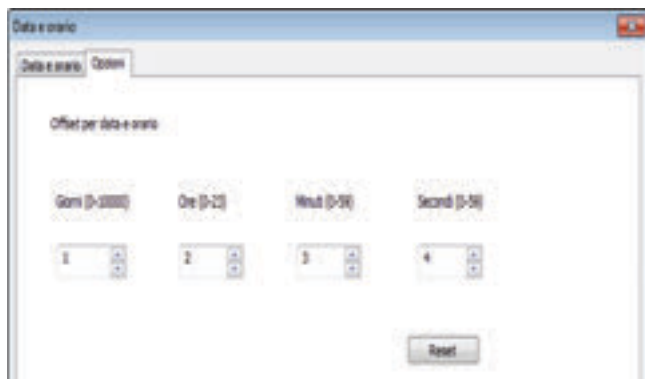 Data e orario
Data e orario Opzioni
Offset per data e orario
Giorni (0-10000) Ore (0-23) Minuti (0-59) Secondi (0-59)
1 2 3 4
Reset